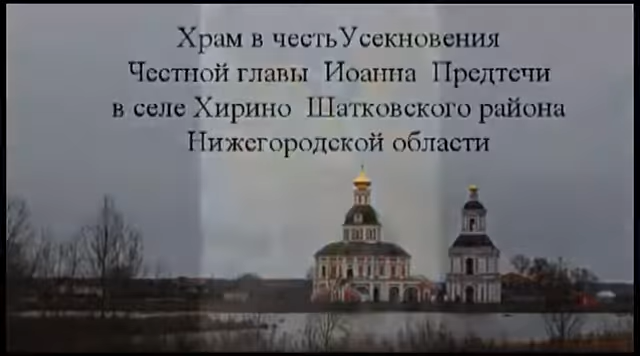 Храм в честьУсекновения
Честной главы Иоанна Предтечи
в селе Хирино Шатковского района
Нижегородской области